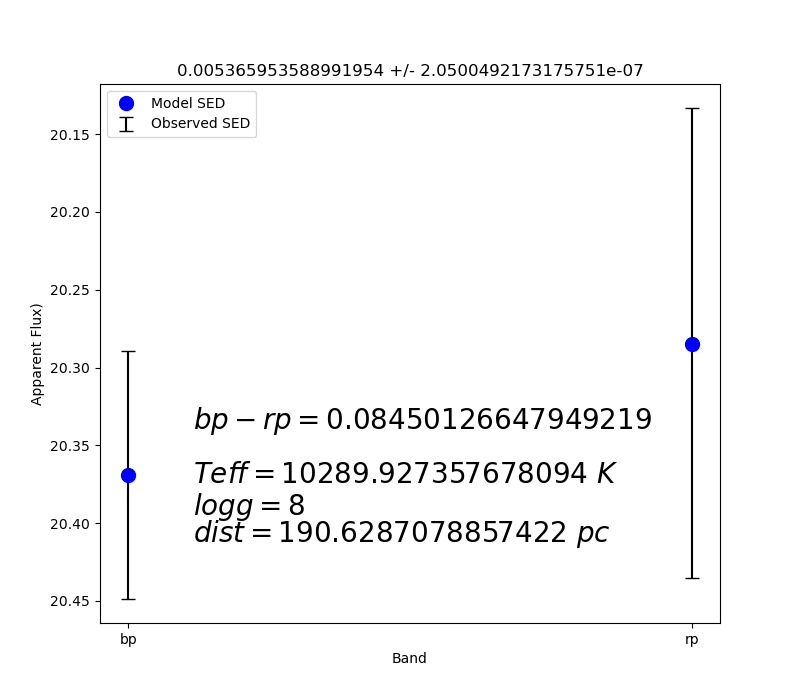 0.005365953588991954 +/- 2.0500492173175751e-07
Model SED
Observed SED
20.15
20.20
20.25
20.30
20.35
20.40
20.45
Apparent Flux)
bp − rp = 0.08450126647949219
Teff = 10289.927357678094 K
logg = 8
dist = 190.6287078857422 pc
bp
rp
Band